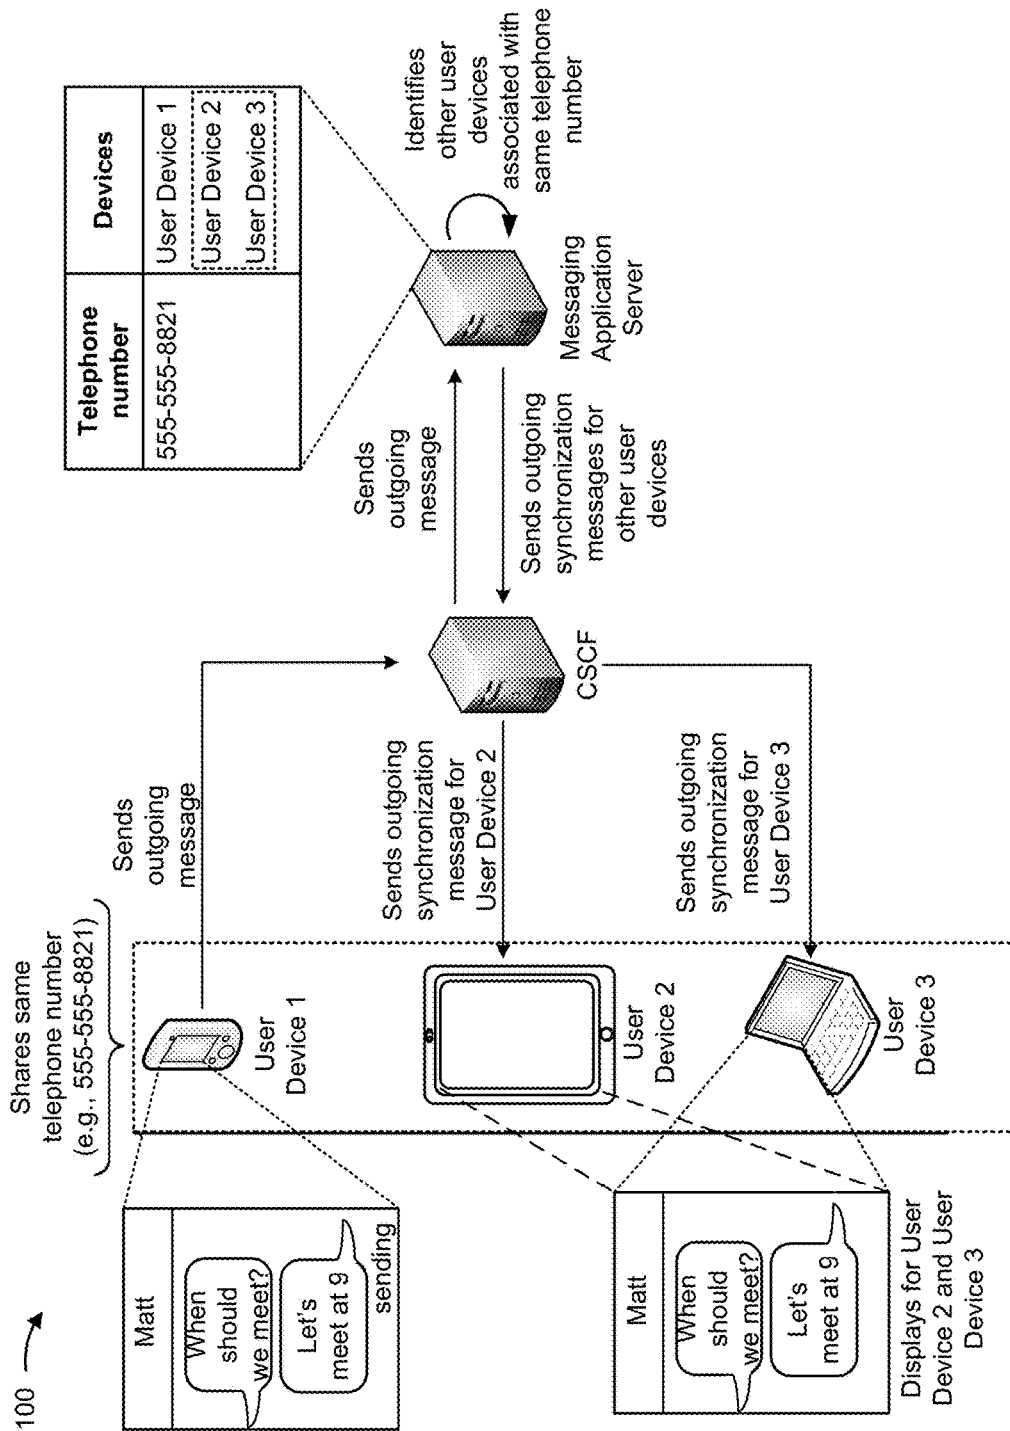 100
Shares same
telephone number
(e.g., 555-555-8821)
Matt
When
should
we meet?
Let's
meet at 9
sending
User
Device 1
Sends
outgoing
message
Telephone
number
Devices
555-555-8821
User Device 1
User Device 2
User Device 3
Sends
outgoing
message
Identifies
other user
devices
associated with
same telephone
number
Messaging
Application
Server
Sends outgoing
synchronization
messages for
other user
devices
CSCF
Sends outgoing
synchronization
message for
User Device 2
User
Device 2
Sends outgoing
synchronization
message for
User Device 3
User
Device 3
Matt
When
should
we meet?
Let's
meet at 9
Displays for User
Device 2 and User
Device 3